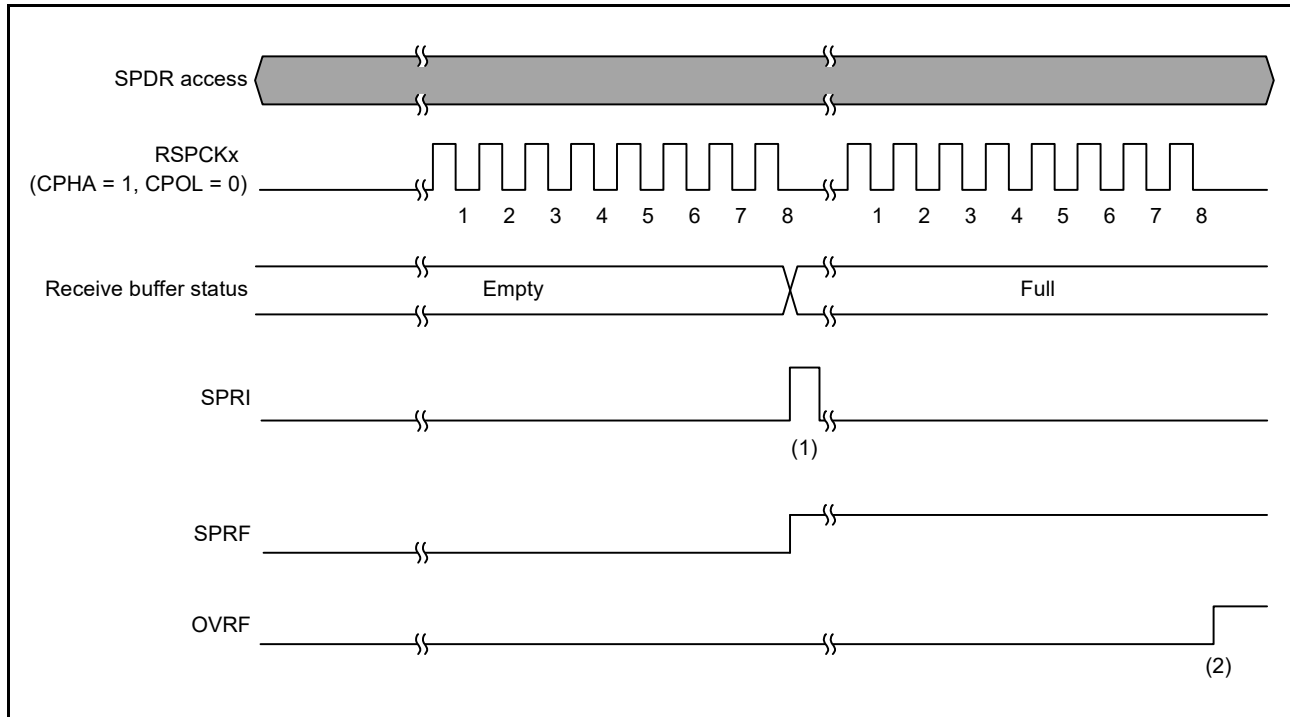 SPDR access
RSPCKx
(CPHA = 1, CPOL = 0)
1 2 3 4 5 6 7 8 1 2 3 4 5 6 7 8
Receive buffer status Empty Full
SPRI
(1)
SPRF
OVRF
(2)